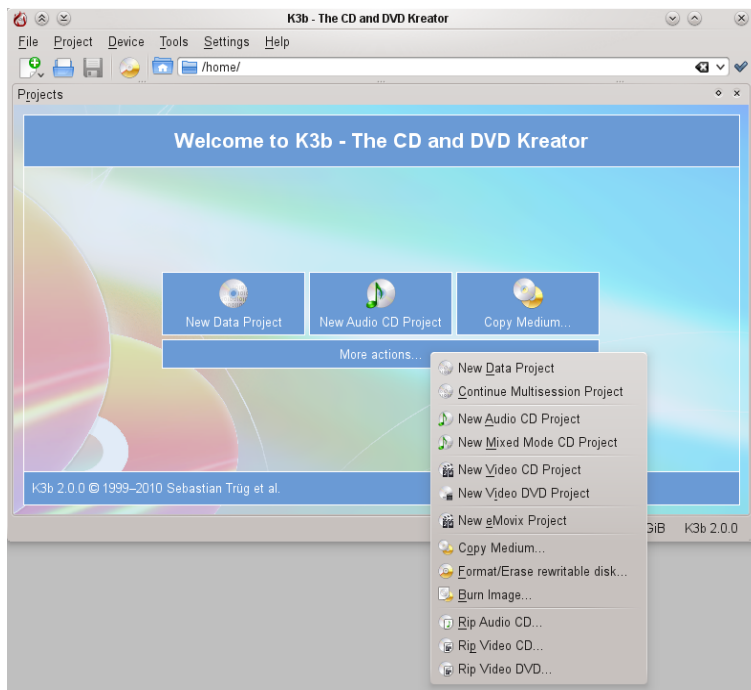 K3b - The CD and DVD Kreator
File Project Device Tools Settings Help
/home/
Projects
Welcome to K3b - The CD and DVD Kreator
New Data Project New Audio CD Project Copy Medium...
More actions...
New Data Project
Continue Multisession Project
New Audio CD Project
New Mixed Mode CD Project
New Video CD Project
New Video DVD Project
New eMovix Project
Copy Medium...
Format/Erase rewritable disk...
Burn Image...
Rip Audio CD...
Rip Video CD...
Rip Video DVD...
K3b 2.0.0 © 1999–2010 Sebastian Trüg et al.
GiB K3b 2.0.0